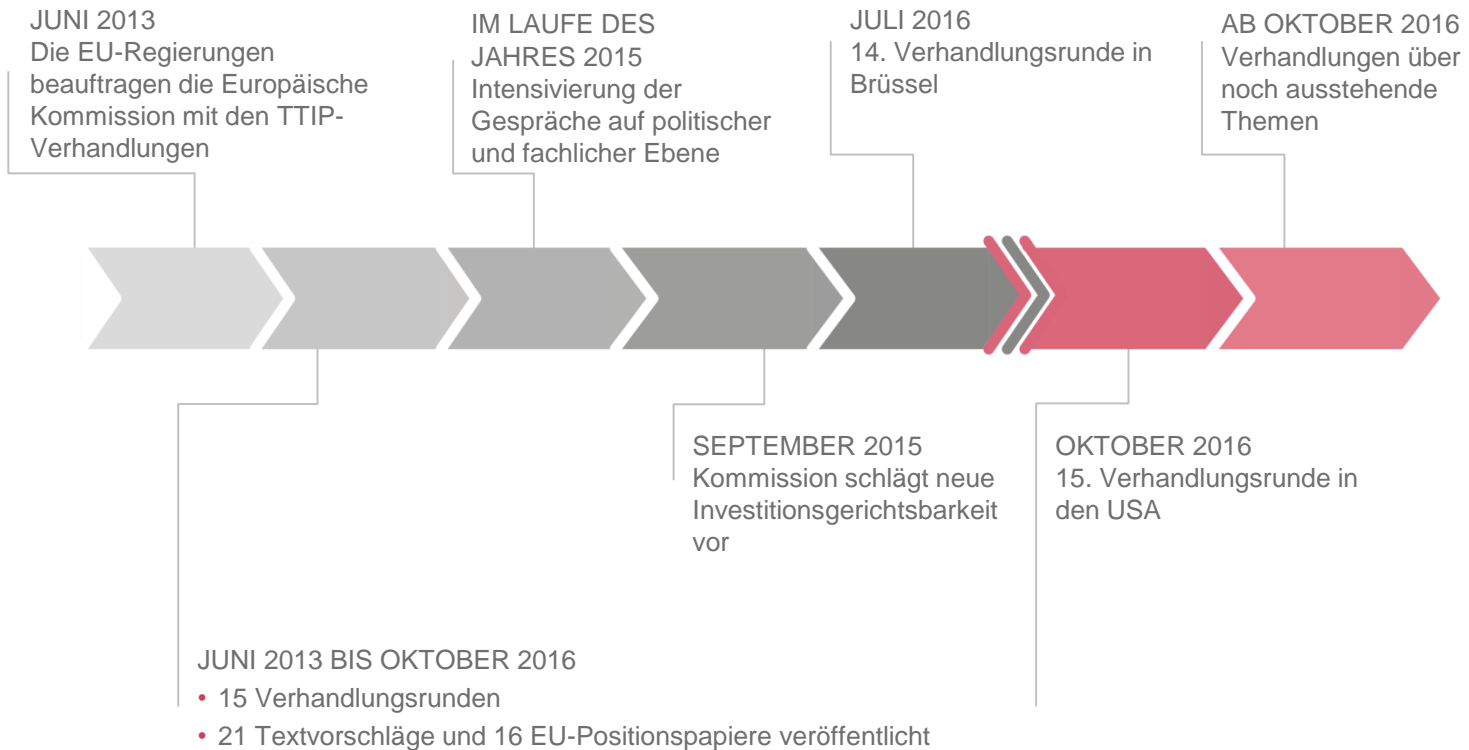 JUNI 2013
Die EU-Regierungen
beauftragen die Europäische
Kommission mit den TTIP-
Verhandlungen
IM LAUFE DES
JAHRES 2015
Intensivierung der
Gespräche auf politischer
und fachlicher Ebene
JULI 2016
14. Verhandlungsrunde in
Brüssel
AB OKTOBER 2016
Verhandlungen über
noch ausstehende
Themen
SEPTEMBER 2015
Kommission schlägt neue
Investitionsgerichtsbarkeit
vor
OKTOBER 2016
15. Verhandlungsrunde in
den USA
JUNI 2013 BIS OKTOBER 2016
• 15 Verhandlungsrunden
• 21 Textvorschläge und 16 EU-Positionspapiere veröffentlicht